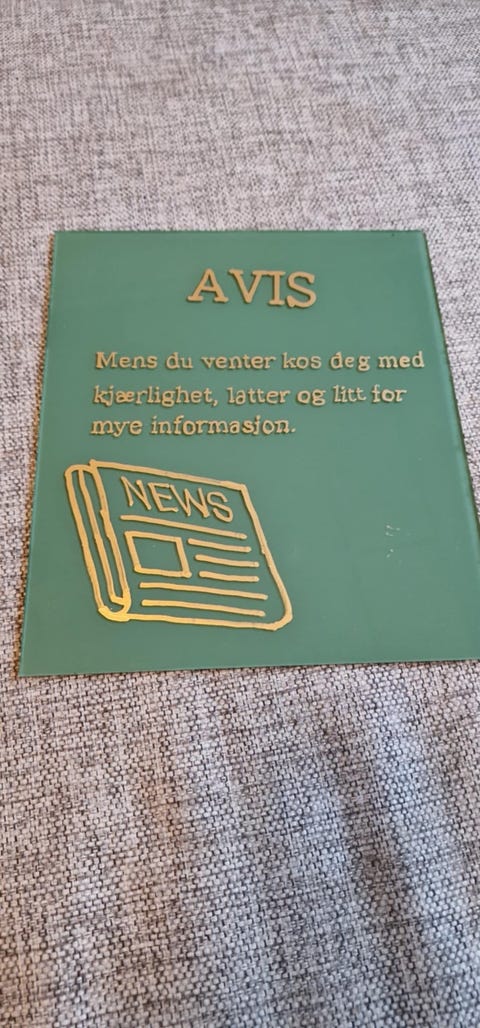 AVIS
Mens du venter kos deg med
kjærlighet, latter og litt for
mye informasjon.
NEWS